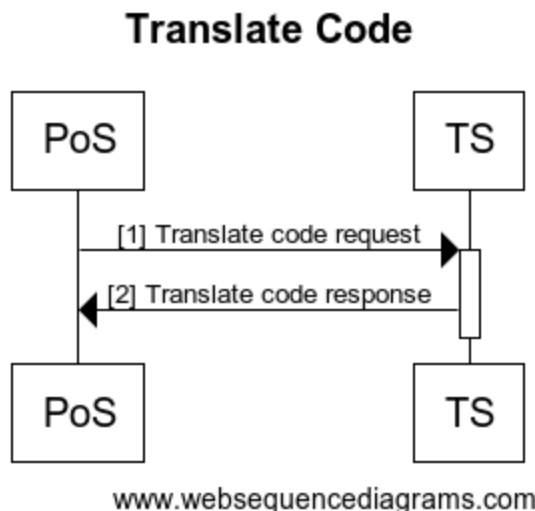 Translate Code
PoS TS
[1] Translate code request
[2] Translate code response
PoS TS
www.websequencediagrams.com